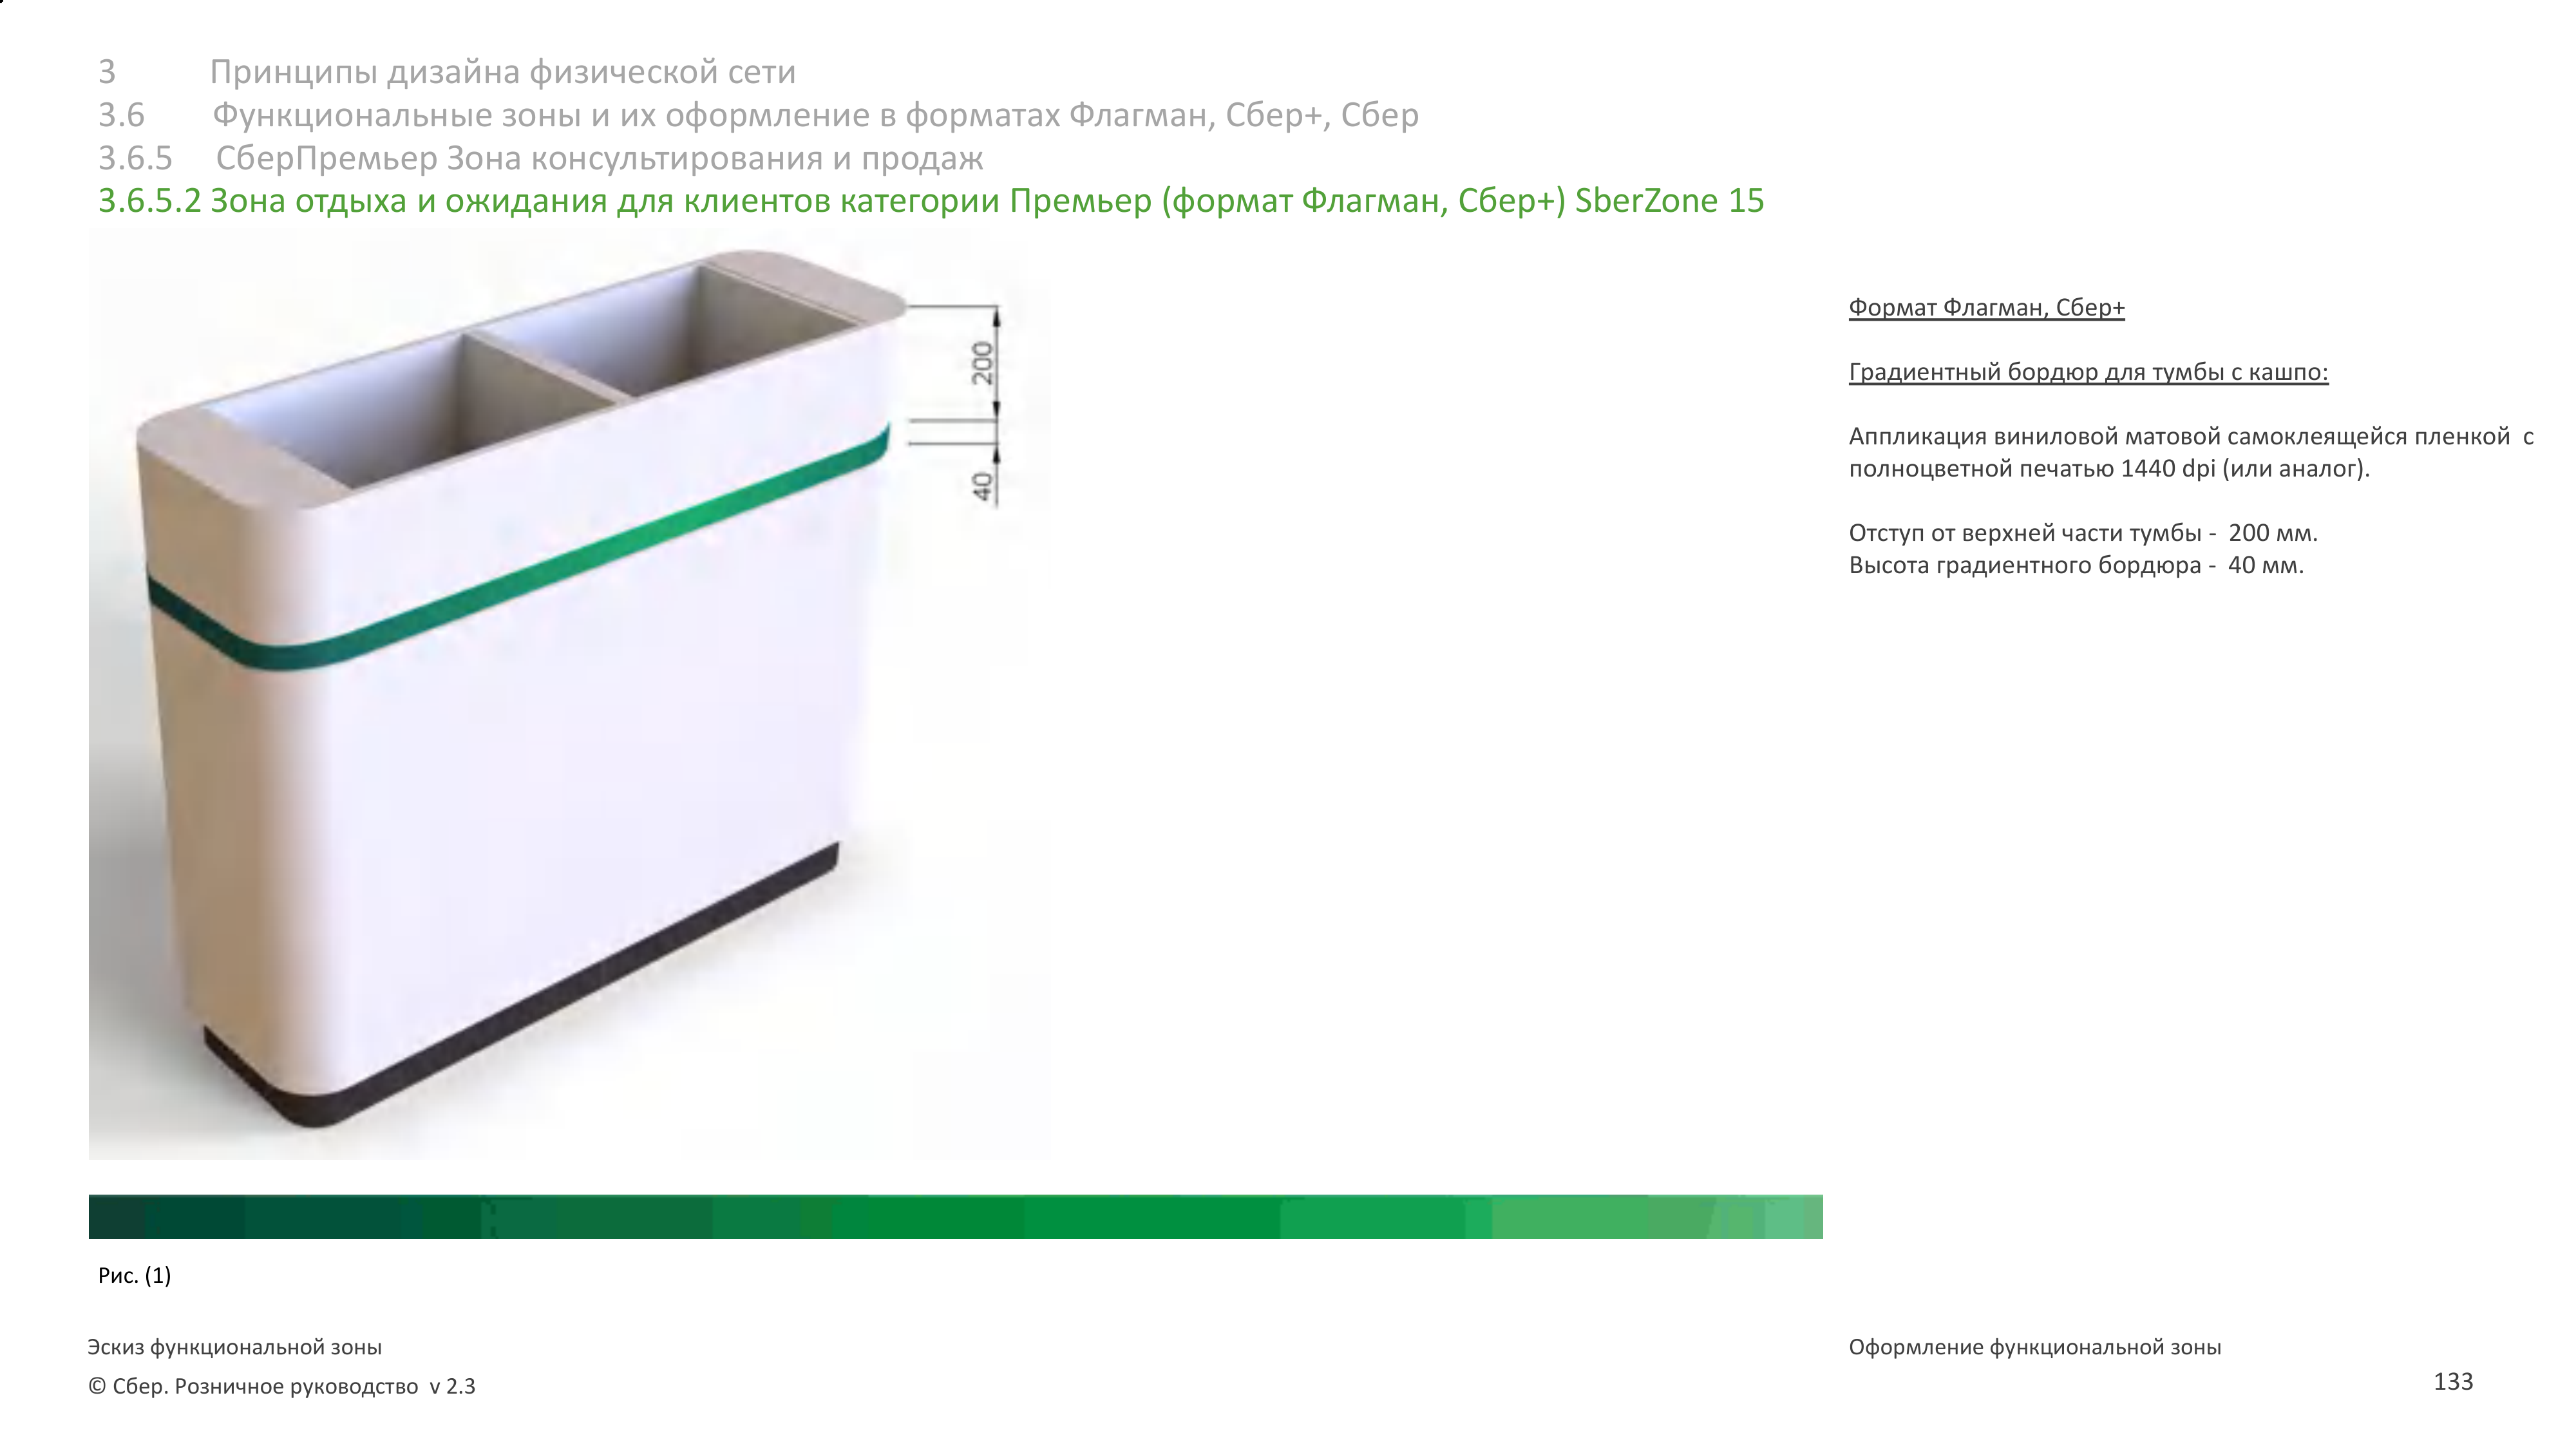 3 Принципы дизайна физической сети
3.6 Функциональные зоны и их оформление в форматах Флагман, Сбер+, Сбер
3.6.5 СберПремьер Зона консультирования и продаж
3.6.5.2 Зона отдыха и ожидания для клиентов категории Премьер (формат Флагман, Сбер+) SberZone 15
200
40
Формат Флагман, Сбер+
Градиентный бордюр для тумбы с кашпо:
Аппликация виниловой матовой самоклеящейся пленкой с
полноцветной печатью 1440 dpi (или аналог).
Отступ от верхней части тумбы - 200 мм.
Высота градиентного бордюра - 40 мм.
Рис. (1)
Эскиз функциональной зоны
Оформление функциональной зоны
© Сбер. Розничное руководство v 2.3
133